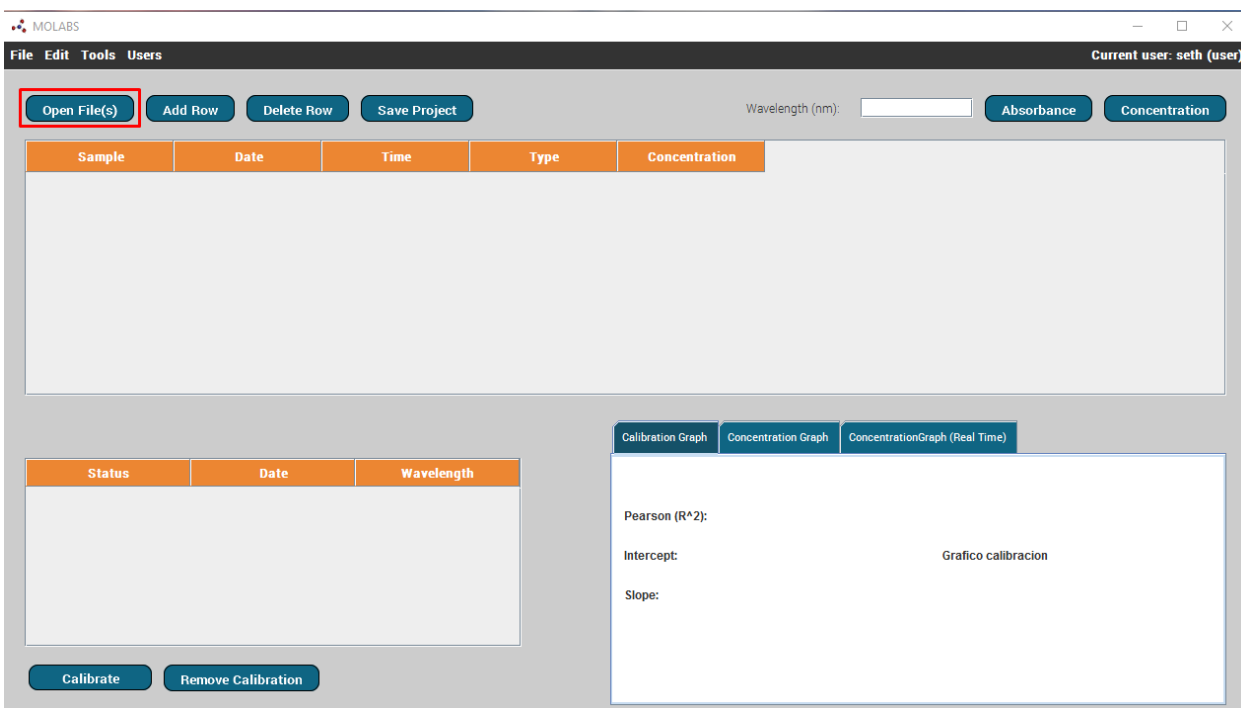 MOLABS
File Edit Tools Users Current user: seth (user)
Open File(s) Add Row Delete Row Save Project Wavelength (nm): Absorbance Concentration
Sample Date Time Type Concentration
Calibration Graph Concentration Graph ConcentrationGraph (Real Time)
Status Date Wavelength
Pearson (R^2):
Intercept: Grafico calibracion
Slope:
Calibrate Remove Calibration